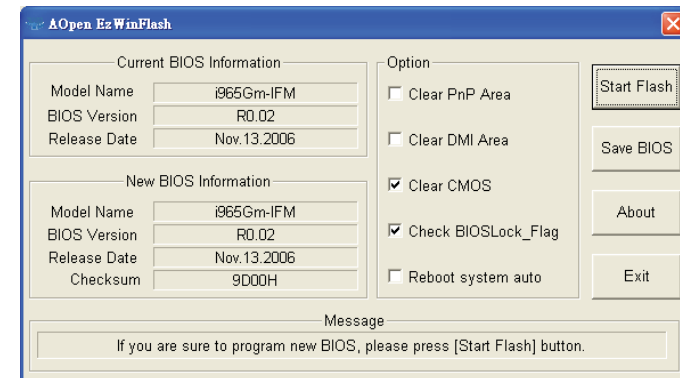 AOpen EzWinFlash
Current BIOS Information
Model Name i965Gm-IFM
BIOS Version R0.02
Release Date Nov.13.2006
New BIOS Information
Model Name i965Gm-IFM
BIOS Version R0.02
Release Date Nov.13.2006
Checksum 9D00H
Option
Clear PnP Area
Clear DMI Area
Clear CMOS
Check BIOSLock_Flag
Reboot system auto
Start Flash
Save BIOS
About
Exit
Message
If you are sure to program new BIOS, please press [Start Flash] button.